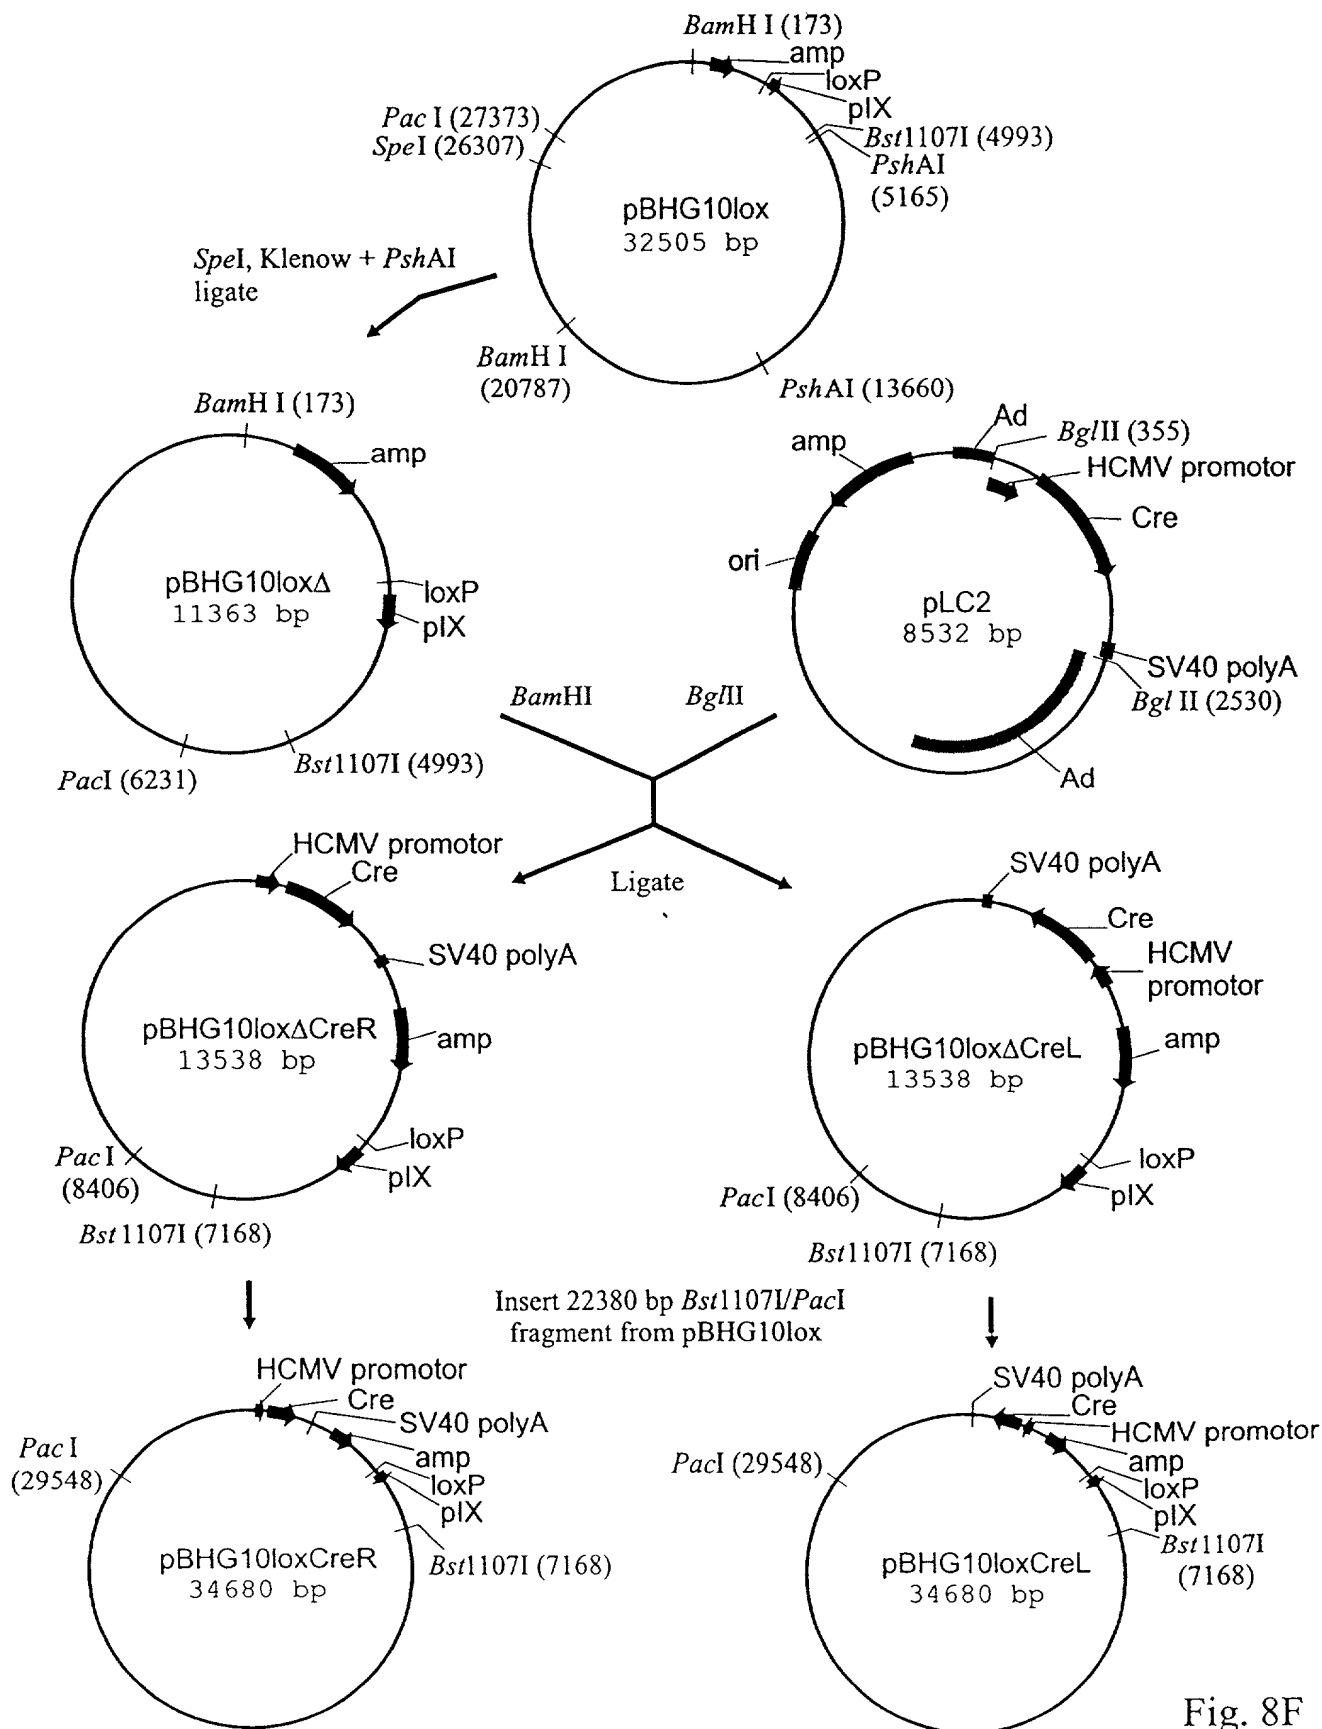 BamH I (173)
amp
loxP
pIX
Pac I (27373)
SpeI (26307)
Bst1107I (4993)
PshAI
(5165)
pBHG10lox
32505 bp
SpeI, Klenow + PshAI
ligate
BamH I
(20787)
PshAI (13660)
BamH I (173)
amp
pBHG10loxΔ
11363 bp
loxP
pIX
PacI (6231)
Bst1107I (4993)
Ad
BglII (355)
amp
HCMV promotor
Cre
ori
pLC2
8532 bp
SV40 polyA
Bgl II (2530)
Ad
BamHI
BglII
Ligate
HCMV promotor
Cre
SV40 polyA
pBHG10loxΔCreR
13538 bp
amp
loxP
pIX
Pac I
(8406)
Bst1107I (7168)
SV40 polyA
Cre
HCMV
promotor
pBHG10loxΔCreL
13538 bp
amp
loxP
pIX
PacI (8406)
Bst1107I (7168)
Insert 22380 bp Bst1107I/PacI
fragment from pBHG10lox
HCMV promotor
Cre
SV40 polyA
amp
loxP
pIX
Pac I
(29548)
pBHG10loxCreR
34680 bp
Bst1107I (7168)
SV40 polyA
Cre
HCMV promotor
amp
loxP
pIX
PacI (29548)
pBHG10loxCreL
34680 bp
Bst1107I
(7168)
Fig. 8F